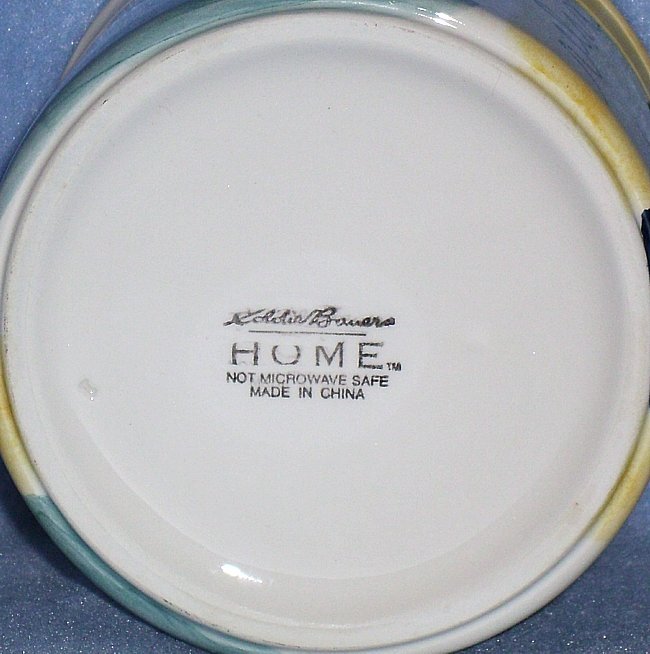 Eddie Bauer
HOME™
NOT MICROWAVE SAFE
MADE IN CHINA